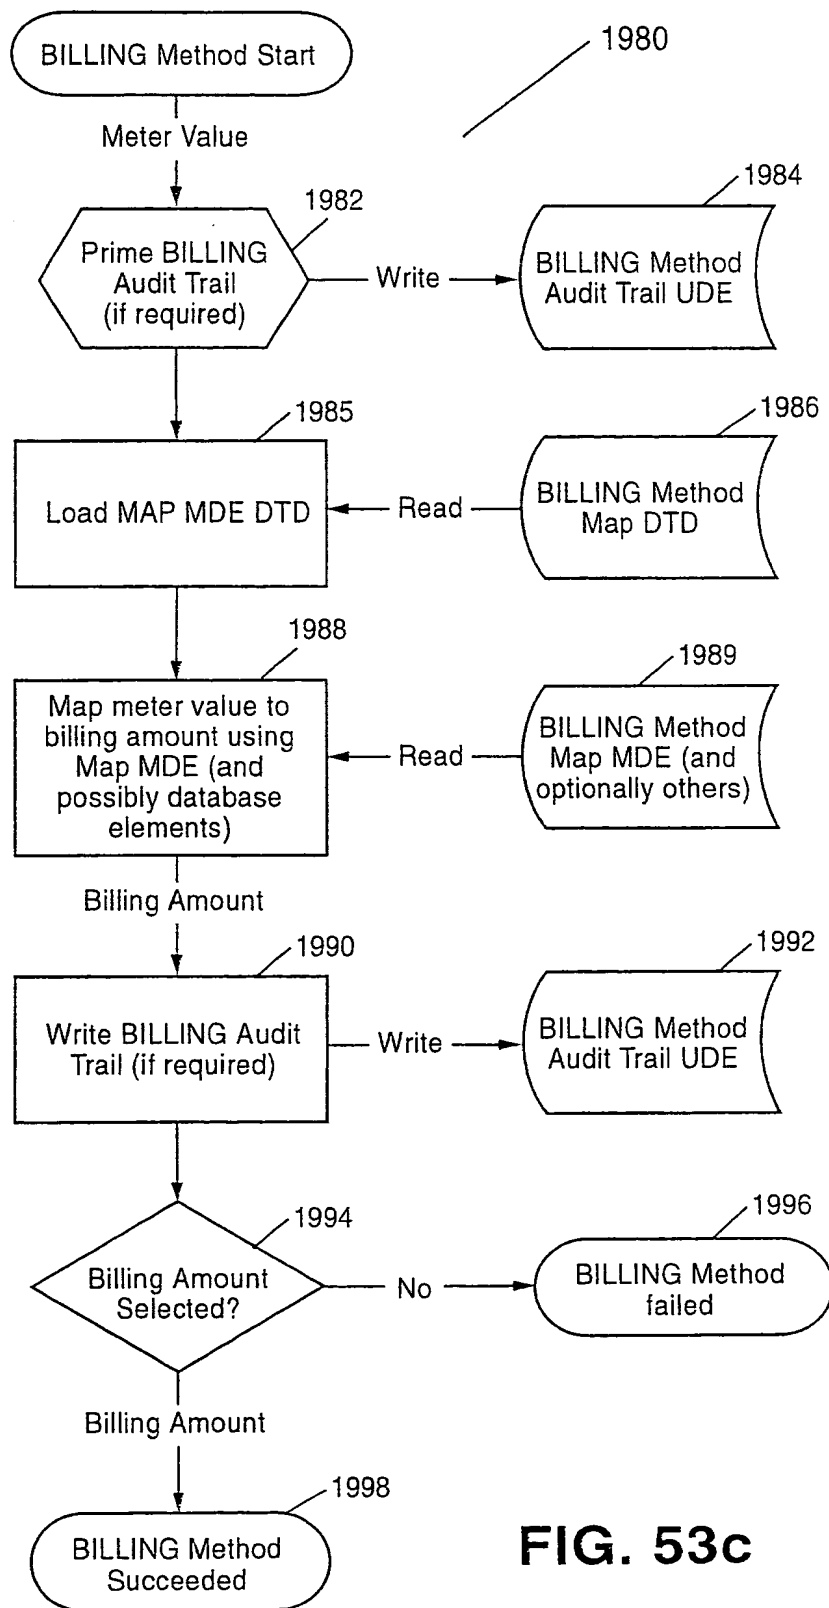 BILLING Method Start
1980
Meter Value
1982
Prime BILLING
Audit Trail
(if required)
Write
1984
BILLING Method
Audit Trail UDE
1985
Load MAP MDE DTD
Read
1986
BILLING Method
Map DTD
1988
Map meter value to
billing amount using
Map MDE (and
possibly database
elements)
Read
1989
BILLING Method
Map MDE (and
optionally others)
Billing Amount
1990
Write BILLING Audit
Trail (if required)
Write
1992
BILLING Method
Audit Trail UDE
1994
Billing Amount
Selected?
No
1996
BILLING Method
failed
Billing Amount
1998
BILLING Method
Succeeded
FIG. 53c